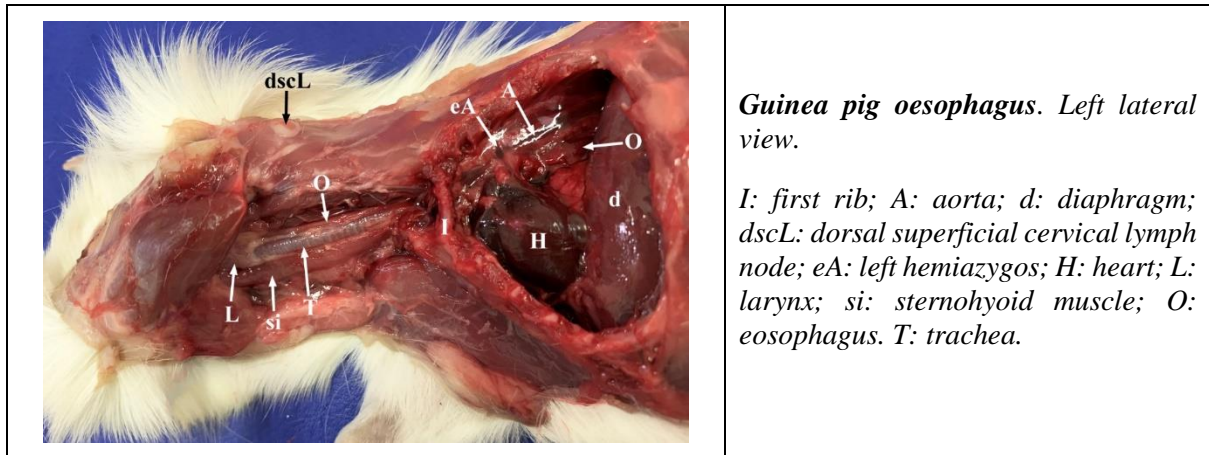 dscL
eA
A
O
O
d
I
H
L
si
T
Guinea pig oesophagus. Left lateral
view.
I: first rib; A: aorta; d: diaphragm;
dscL: dorsal superficial cervical lymph
node; eA: left hemiazygos; H: heart; L:
larynx; si: sternohyoid muscle; O:
eosophagus. T: trachea.